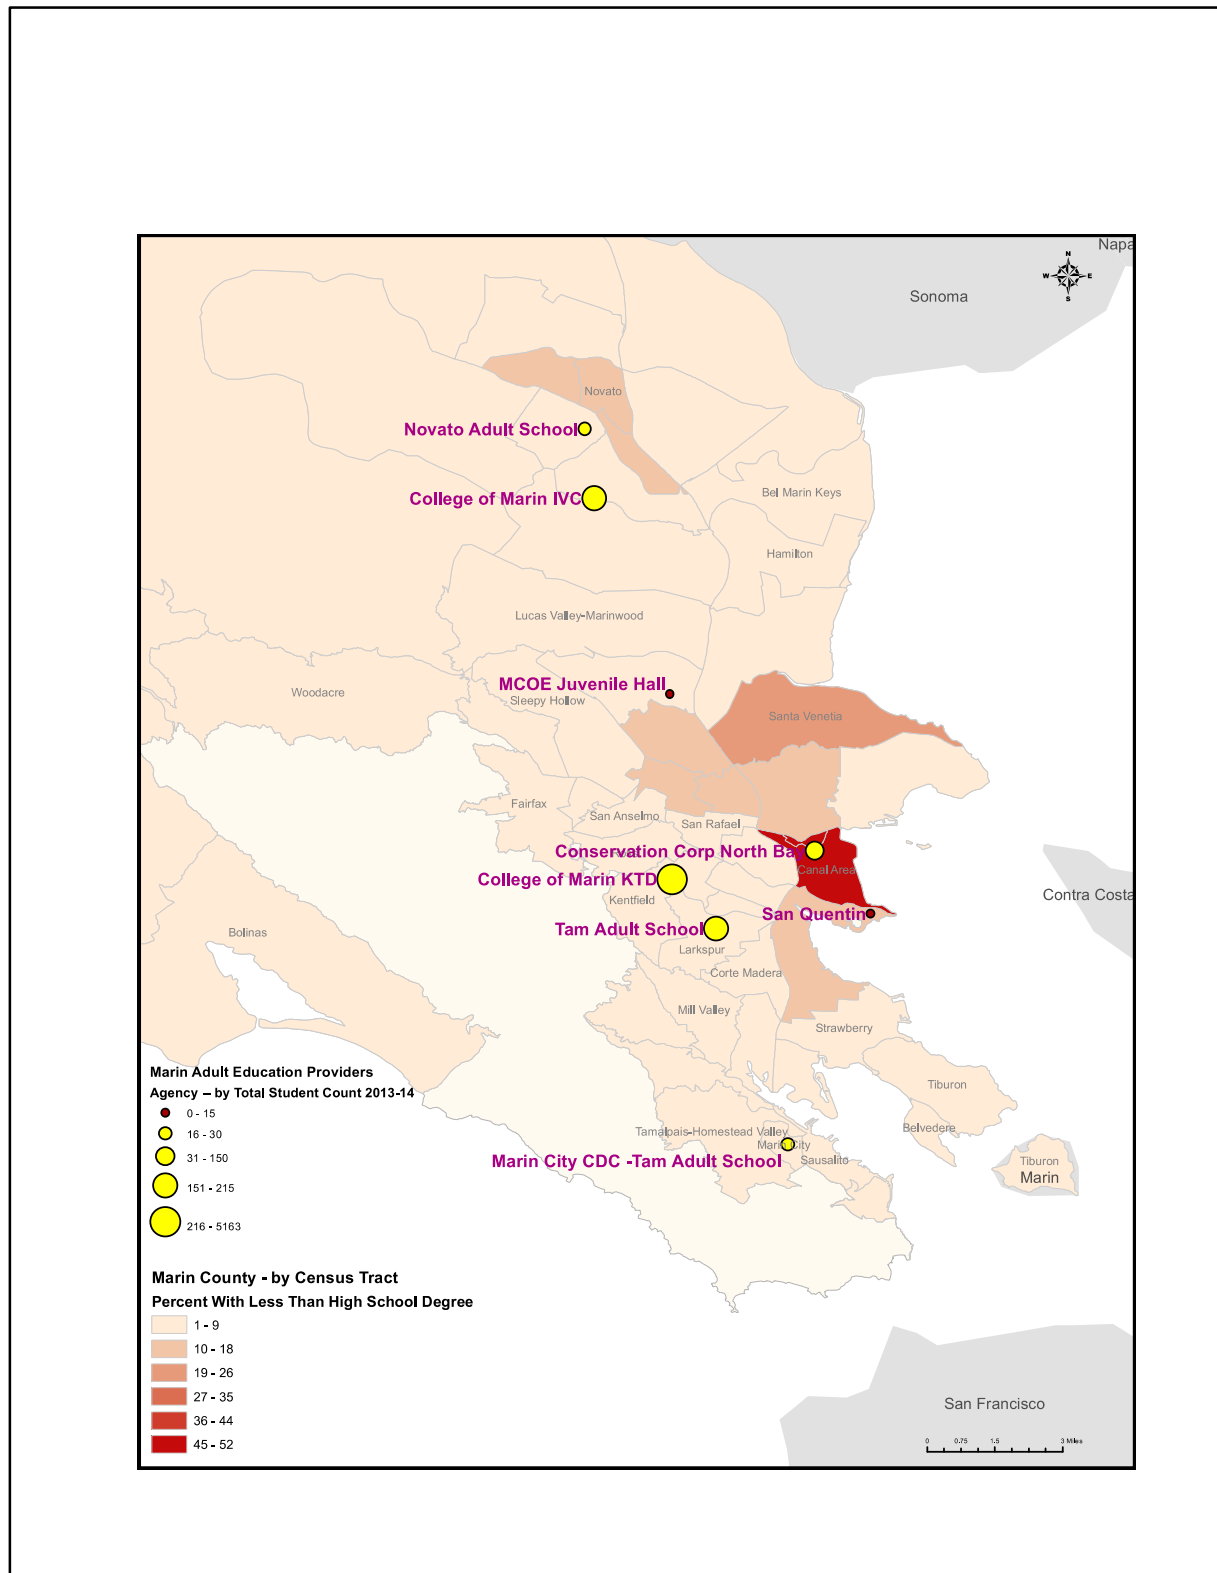 Napa
N
W E
S
Sonoma
Novato
Novato Adult School
College of Marin IVC
Bel Marin Keys
Hamilton
Lucas Valley-Marinwood
MCOE Juvenile Hall
Woodacre
Sleepy Hollow
Santa Venetia
Fairfax
San Anselmo
San Rafael
Conservation Corp North Bay
Canal Area
College of Marin KTD
Contra Costa
Kentfield
San Quentin
Tam Adult School
Bolinas
Larkspur
Corte Madera
Mill Valley
Strawberry
Marin Adult Education Providers
Agency – by Total Student Count 2013-14
0 - 15
16 - 30
31 - 150
151 - 215
216 - 5163
Tiburon
Belvedere
Tamalpais-Homestead Valley
Marin City
Marin City CDC -Tam Adult School
Sausalito
Tiburon
Marin
Marin County - by Census Tract
Percent With Less Than High School Degree
1 - 9
10 - 18
19 - 26
27 - 35
36 - 44
45 - 52
San Francisco
0 0.75 1.5 3 Miles